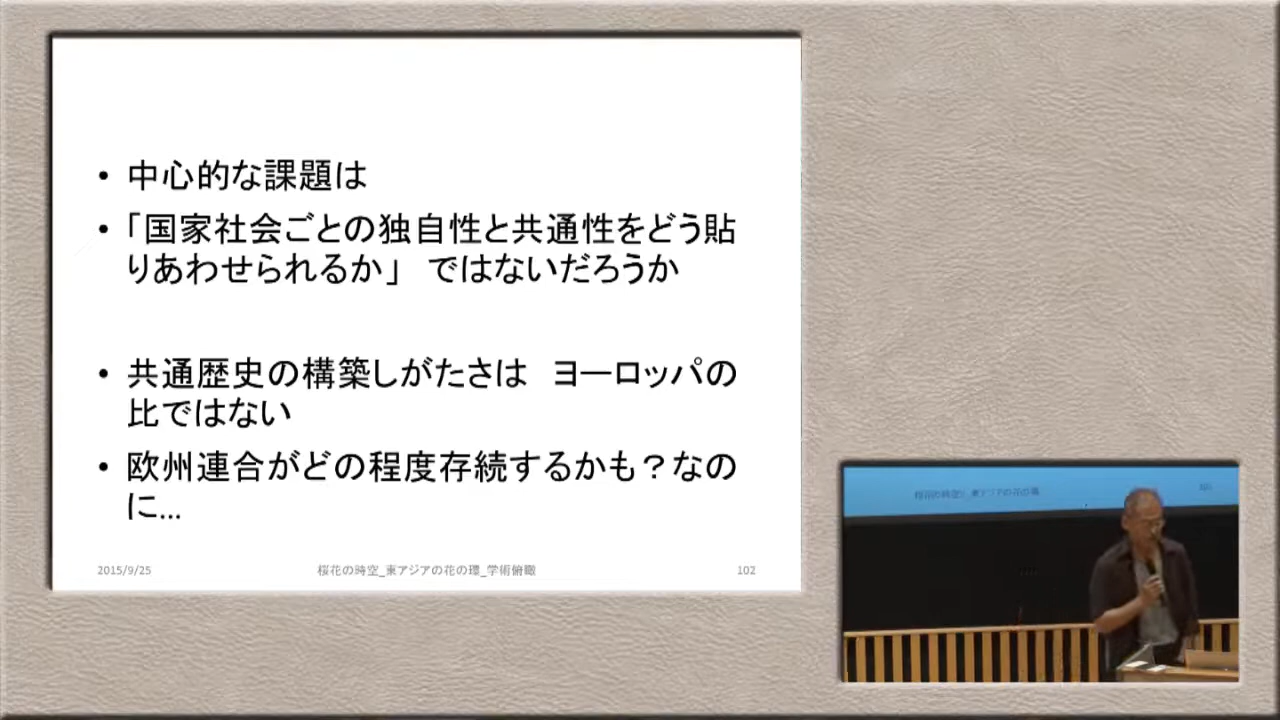 • 中心的な課題は
• 「国家社会ごとの独自性と共通性をどう貼
りあわせられるか」 ではないだろうか
• 共通歴史の構築しがたさは ヨーロッパの
比ではない
• 欧州連合がどの程度存続するかも？なの
に…
2015/9/25 桜花の時空_東アジアの花の環_学術俯瞰 102